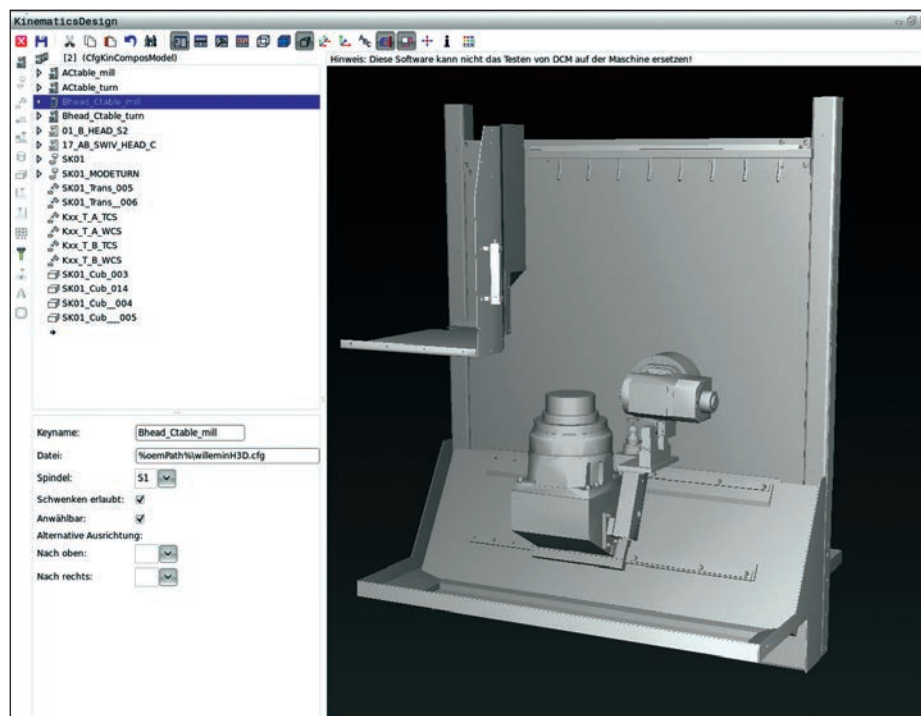 KinematicsDesign
[2] (CfgKinComposModel)
Hinweis: Diese Software kann nicht das Testen von DCM auf der Maschine ersetzen!
ACtable_mill
ACtable_turn
Bhead_Ctable_mill
Bhead_Ctable_turn
01_B_HEAD_S2
17_AB_SWIV_HEAD_C
SK01
SK01_MODETURN
SK01_Trans_005
SK01_Trans__006
Kxx_T_A_TCS
Kxx_T_A_WCS
Kxx_T_B_TCS
Kxx_T_B_WCS
SK01_Cub_003
SK01_Cub_014
SK01_Cub__004
SK01_Cub___005
Keyname: Bhead_Ctable_mill
Datei: %oemPath%\willeminH3D.cfg
Spindel: S1
Schwenken erlaubt:
Anwählbar:
Alternative Ausrichtung:
Nach oben:
Nach rechts: